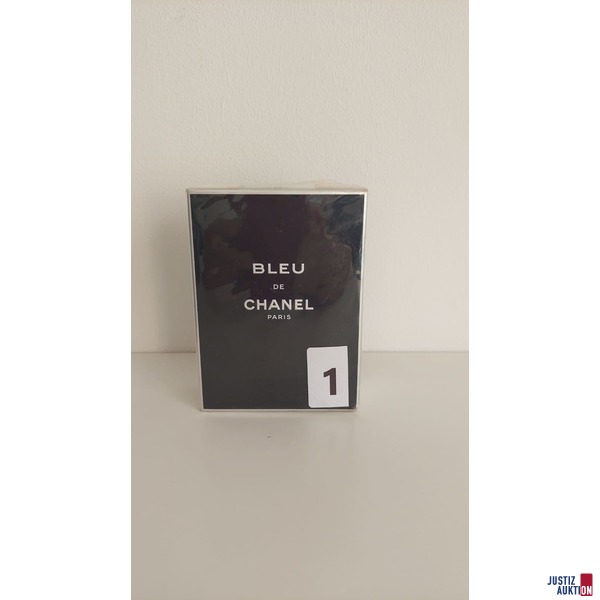 BLEU
DE
CHANEL
PARIS
1
JUSTIZ
AUKTION